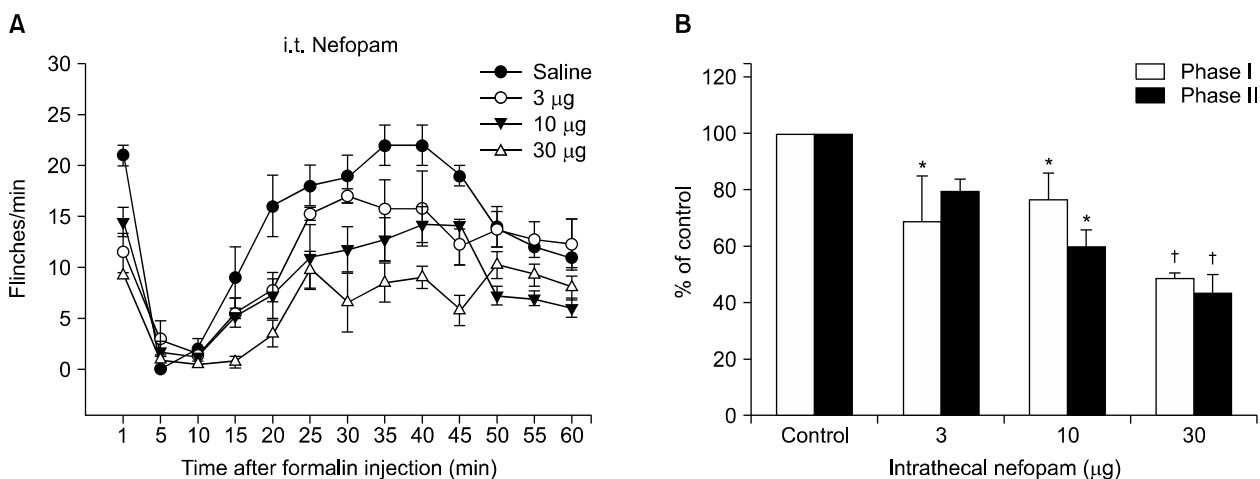 A
i.t. Nefopam
Saline
3 μg
10 μg
30 μg
30
25
20
15
10
5
0
Flinches/min
1 5 10 15 20 25 30 35 40 45 50 55 60
Time after formalin injection (min)
B
Phase I
Phase II
120
100
80
60
40
20
0
% of control
* * * † †
Control 3 10 30
Intrathecal nefopam (μg)